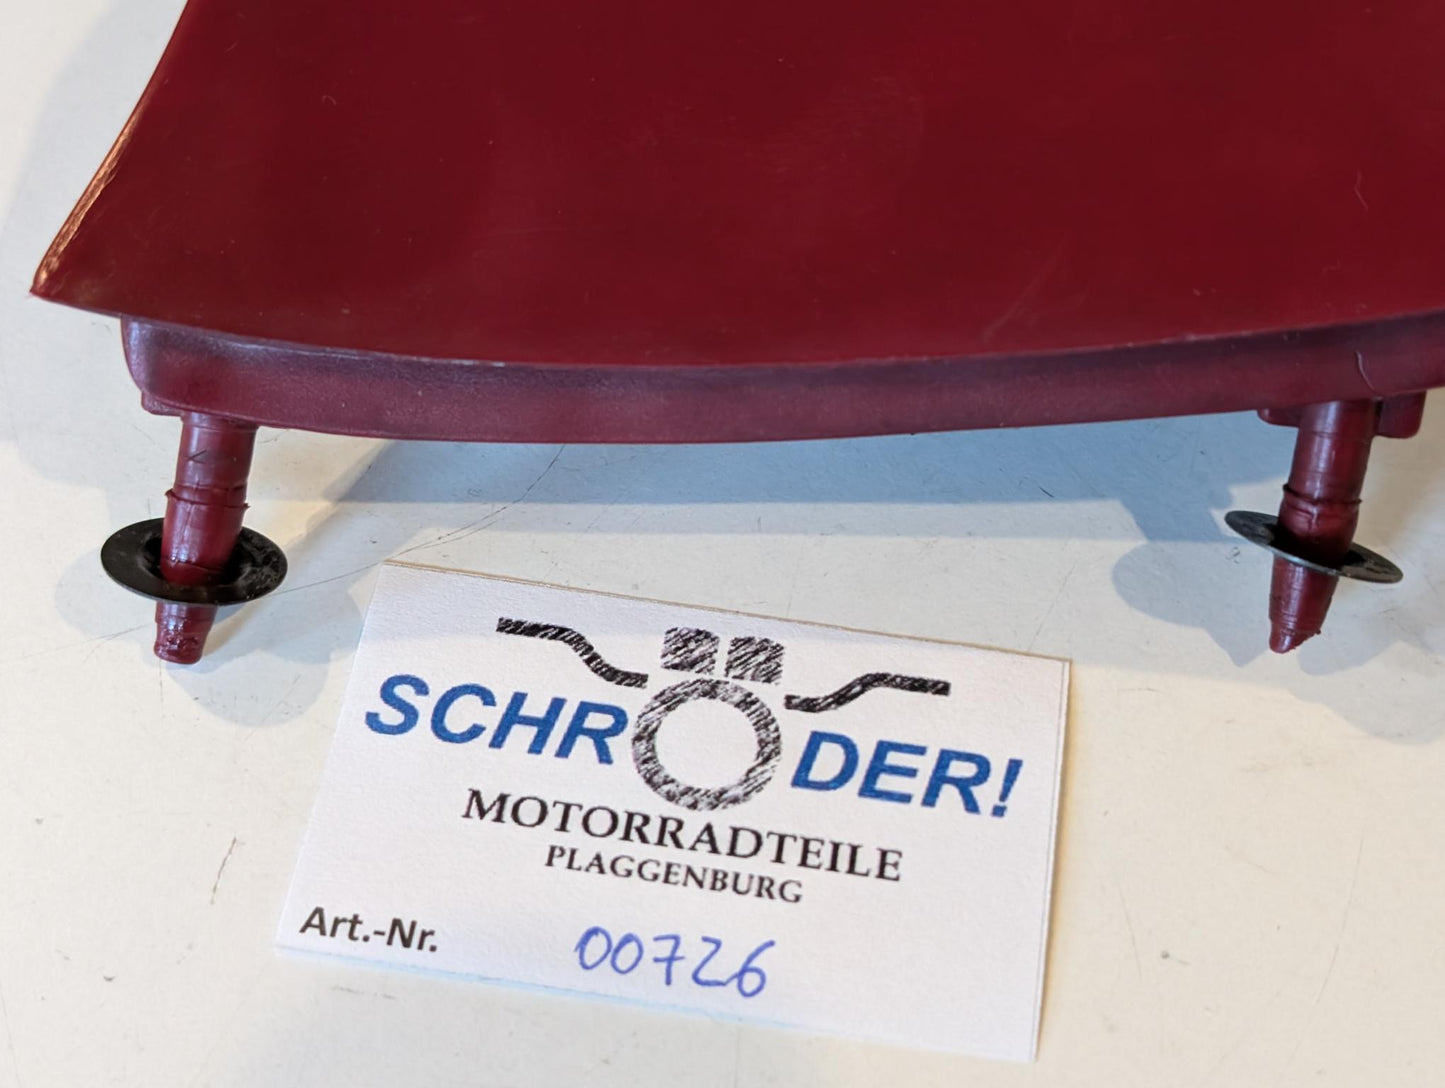 SCHRÖDER!
MOTORRADTEILE
PLAGGENBURG
Art.-Nr. 00726